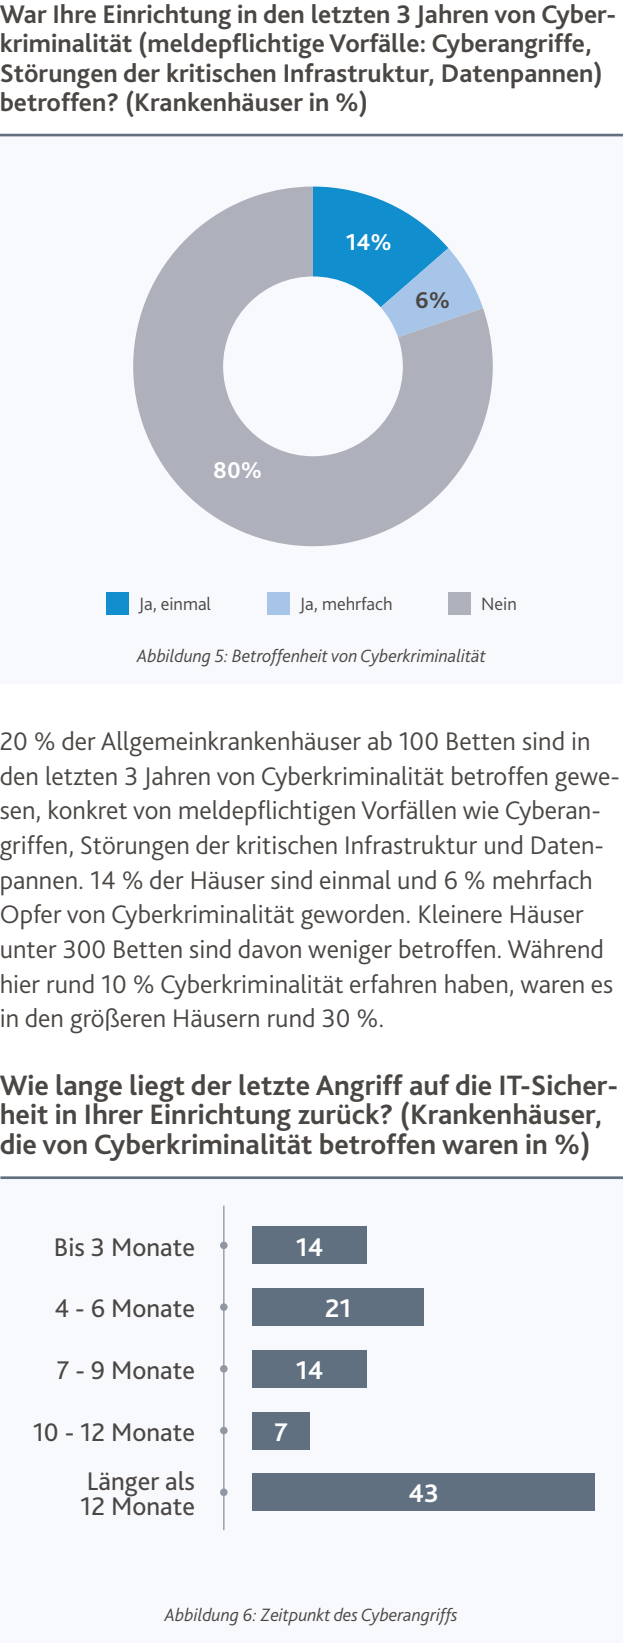 War Ihre Einrichtung in den letzten 3 Jahren von Cyber-
kriminalität (meldepflichtige Vorfälle: Cyberangriffe,
Störungen der kritischen Infrastruktur, Datenpannen)
betroffen? (Krankenhäuser in %)
14%
6%
80%
Ja, einmal
Ja, mehrfach
Nein
Abbildung 5: Betroffenheit von Cyberkriminalität
20 % der Allgemeinkrankenhäuser ab 100 Betten sind in
den letzten 3 Jahren von Cyberkriminalität betroffen gewe-
sen, konkret von meldepflichtigen Vorfällen wie Cyberan-
griffen, Störungen der kritischen Infrastruktur und Daten-
pannen. 14 % der Häuser sind einmal und 6 % mehrfach
Opfer von Cyberkriminalität geworden. Kleinere Häuser
unter 300 Betten sind davon weniger betroffen. Während
hier rund 10 % Cyberkriminalität erfahren haben, waren es
in den größeren Häusern rund 30 %.
Wie lange liegt der letzte Angriff auf die IT-Sicher-
heit in Ihrer Einrichtung zurück? (Krankenhäuser,
die von Cyberkriminalität betroffen waren in %)
Bis 3 Monate 14
4 - 6 Monate 21
7 - 9 Monate 14
10 - 12 Monate 7
Länger als
12 Monate 43
Abbildung 6: Zeitpunkt des Cyberangriffs